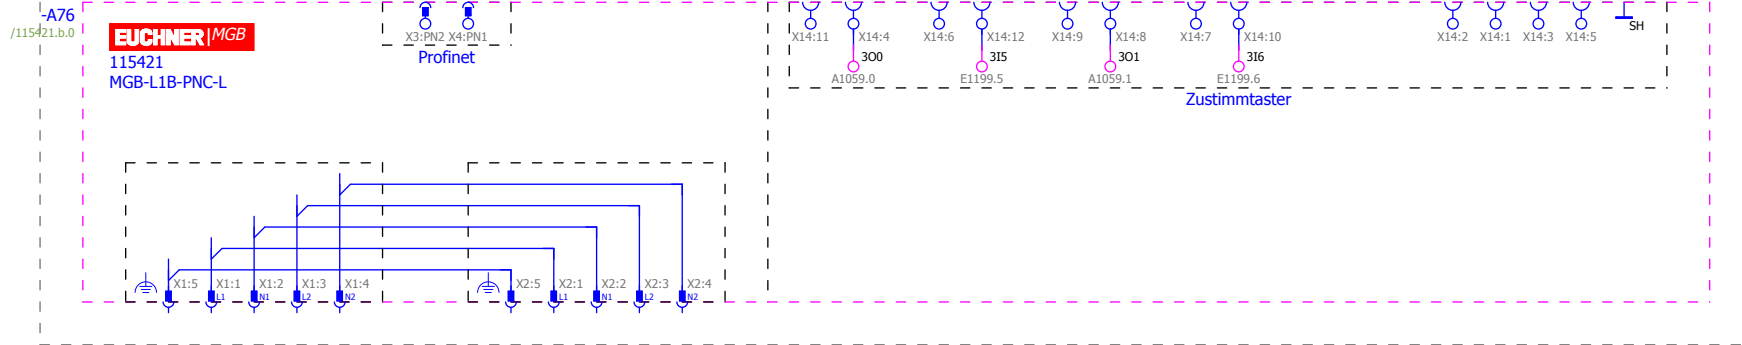 -A76
/115421.b.0
EUCHNER|MGB
115421
MGB-L1B-PNC-L
X3:PN2 X4:PN1
Profinet
X14:11 X14:4 X14:6 X14:12 X14:9 X14:8 X14:7 X14:10 X14:2 X14:1 X14:3 X14:5 SH
3O0 3I5 3O1 3I6
A1059.0 E1199.5 A1059.1 E1199.6
Zustimmtaster
X1:5 X1:1 X1:2 X1:3 X1:4 X2:5 X2:1 X2:2 X2:3 X2:4
L1 N1 L2 N2 L1 N1 L2 N2